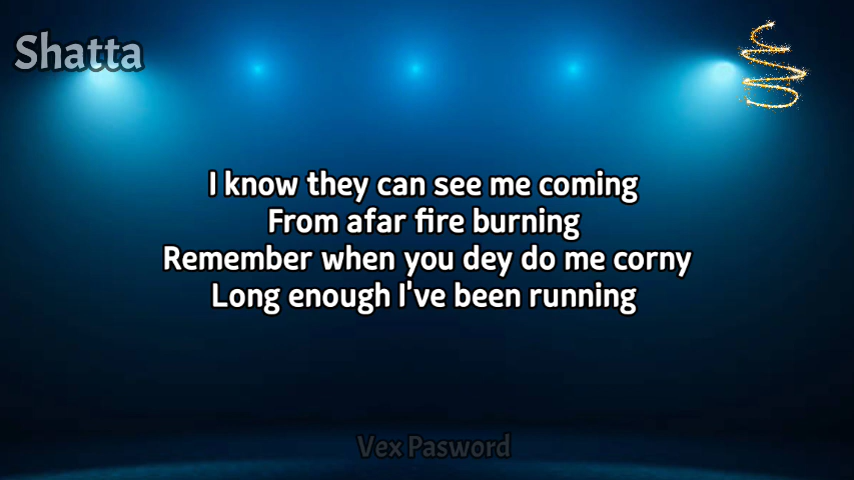 Shatta
I know they can see me coming
From afar fire burning
Remember when you dey do me corny
Long enough I've been running
Vex Pasword